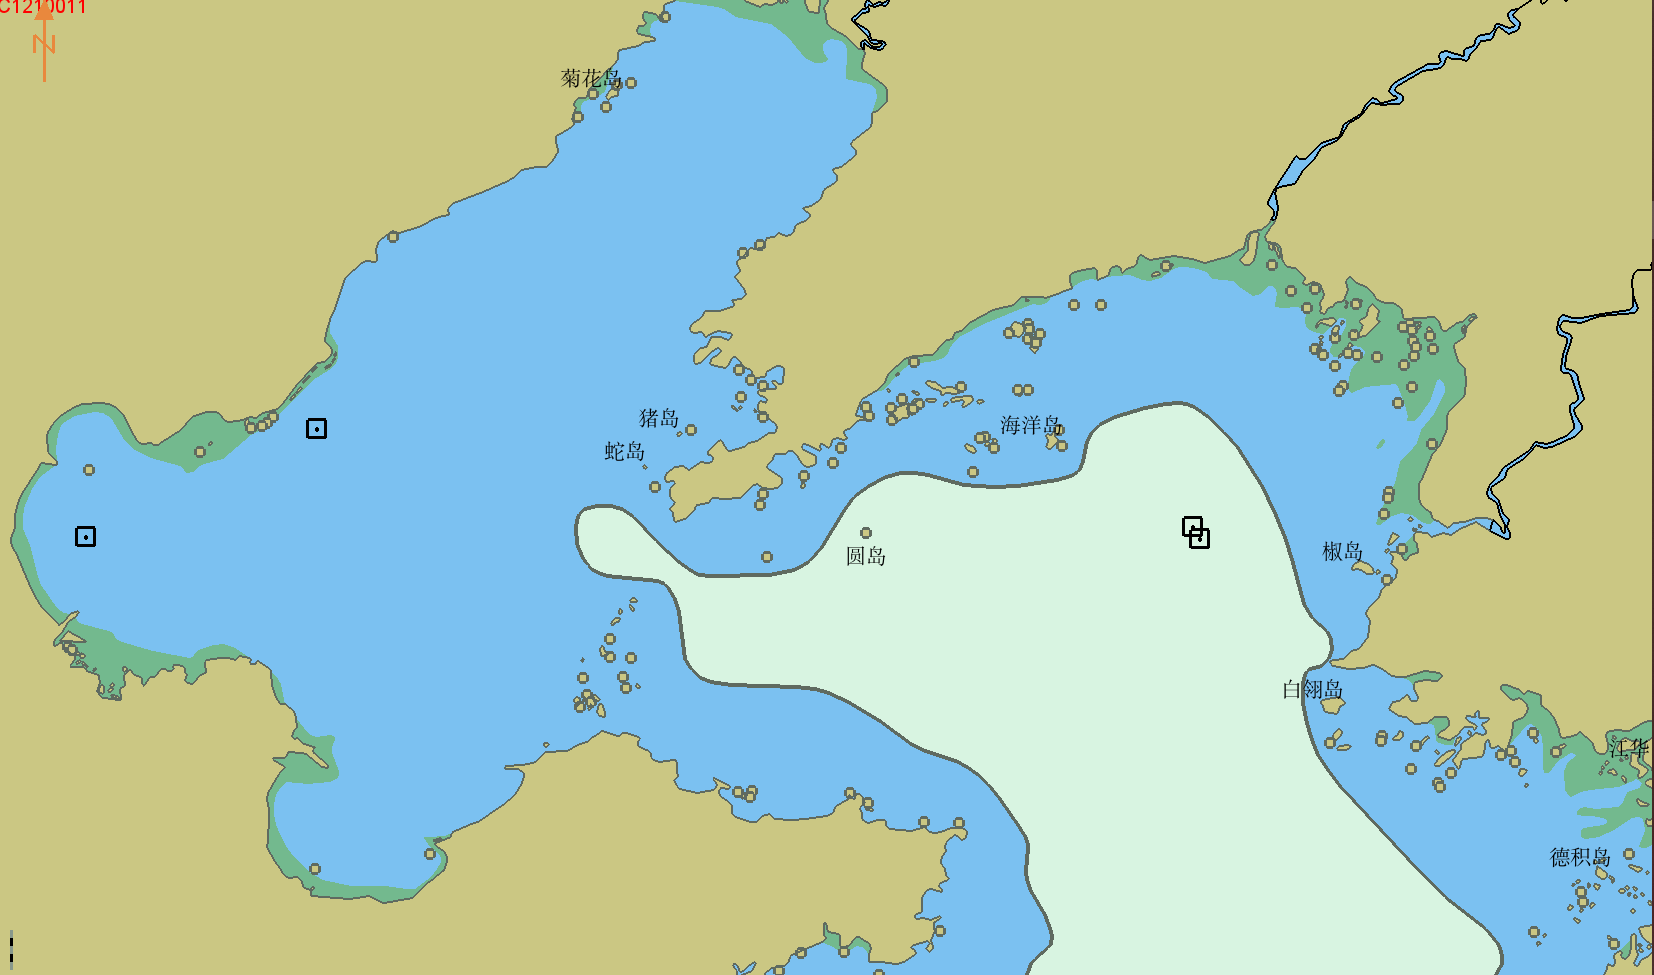 C1210011
N
菊花岛
猪岛
海洋岛
蛇岛
圆岛
椒岛
白翎岛
江华
德积岛